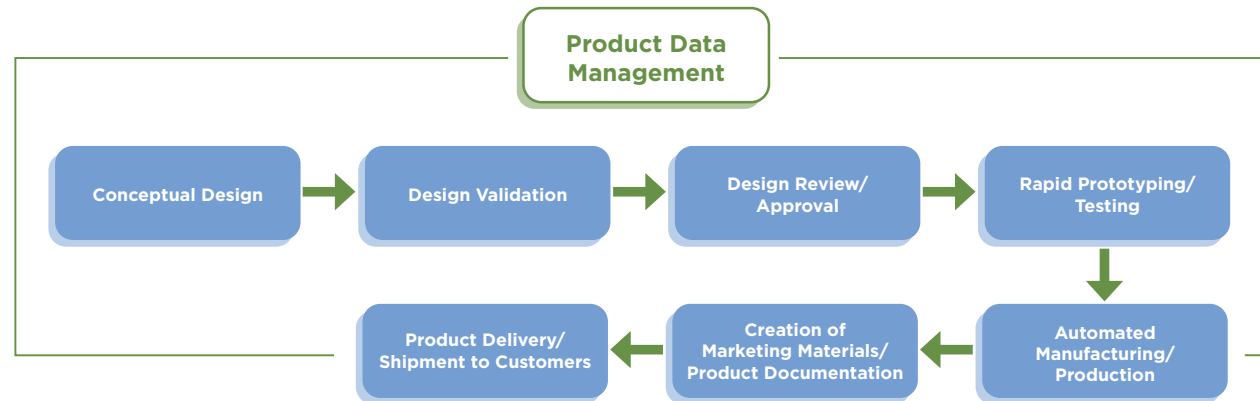 Product Data
Management
Conceptual Design
Design Validation
Design Review/
Approval
Rapid Prototyping/
Testing
Automated
Manufacturing/
Production
Creation of
Marketing Materials/
Product Documentation
Product Delivery/
Shipment to Customers